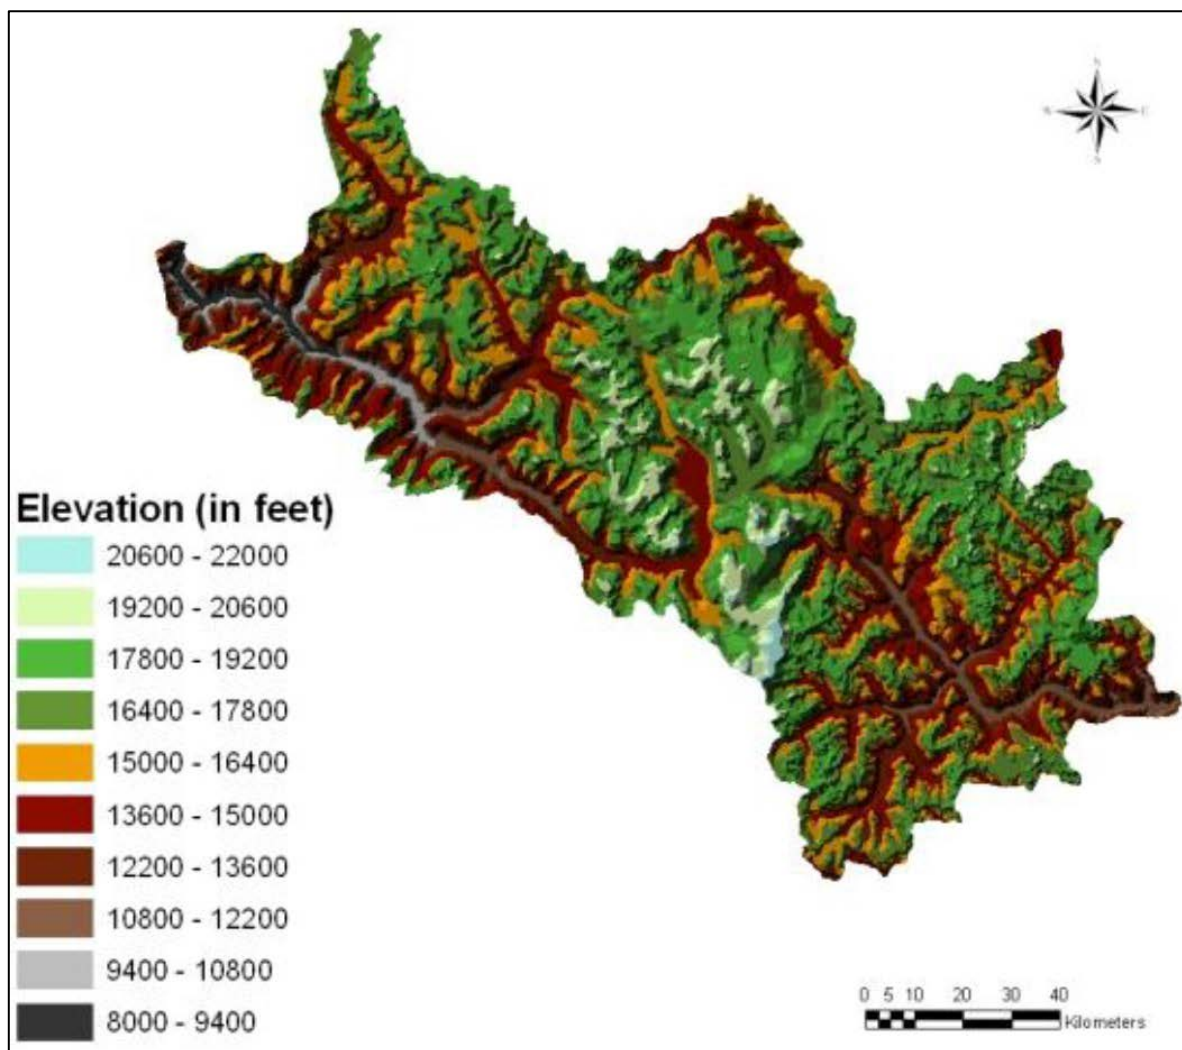 N
W
E
S
Elevation (in feet)
20600 - 22000
19200 - 20600
17800 - 19200
16400 - 17800
15000 - 16400
13600 - 15000
12200 - 13600
10800 - 12200
9400 - 10800
8000 - 9400
0 5 10 20 30 40
Kilometers